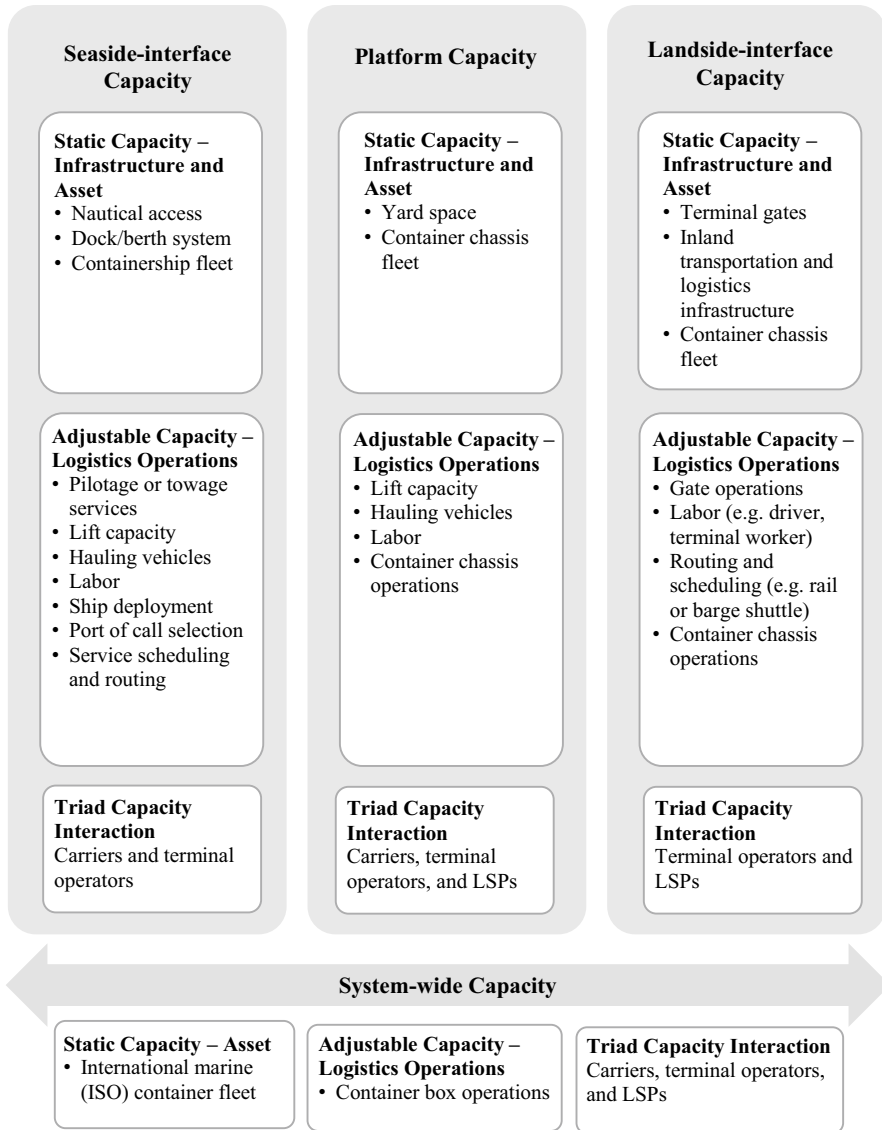 Seaside-interface
Capacity
Static Capacity –
Infrastructure and
Asset
• Nautical access
• Dock/berth system
• Containership fleet
Adjustable Capacity –
Logistics Operations
• Pilotage or towage
services
• Lift capacity
• Hauling vehicles
• Labor
• Ship deployment
• Port of call selection
• Service scheduling
and routing
Triad Capacity
Interaction
Carriers and terminal
operators
Platform Capacity
Static Capacity –
Infrastructure and
Asset
• Yard space
• Container chassis
fleet
Adjustable Capacity –
Logistics Operations
• Lift capacity
• Hauling vehicles
• Labor
• Container chassis
operations
Triad Capacity
Interaction
Carriers, terminal
operators, and LSPs
Landside-interface
Capacity
Static Capacity –
Infrastructure and
Asset
• Terminal gates
• Inland
transportation and
logistics
infrastructure
• Container chassis
fleet
Adjustable Capacity –
Logistics Operations
• Gate operations
• Labor (e.g. driver,
terminal worker)
• Routing and
scheduling (e.g. rail
or barge shuttle)
• Container chassis
operations
Triad Capacity
Interaction
Terminal operators and
LSPs
System-wide Capacity
Static Capacity – Asset
• International marine
(ISO) container fleet
Adjustable Capacity –
Logistics Operations
• Container box operations
Triad Capacity Interaction
Carriers, terminal operators,
and LSPs